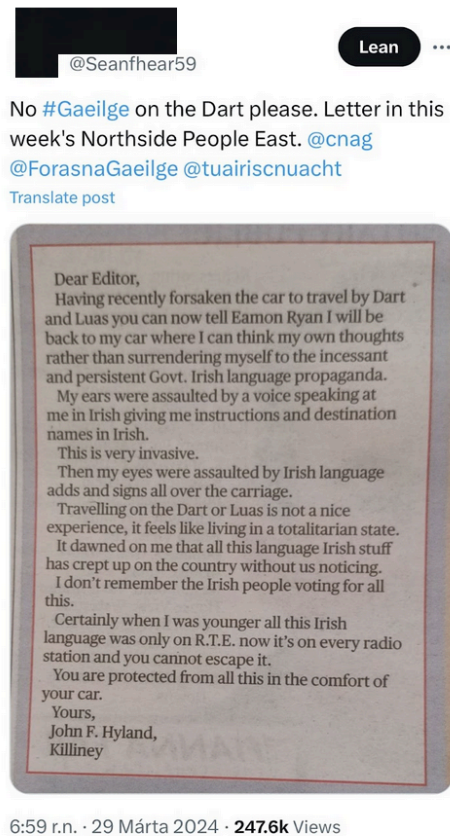 @Seanfhear59
Lean
No #Gaeilge on the Dart please. Letter in this
week's Northside People East. @cnag
@ForasnaGaeilge @tuairiscnuacht
Translate post
Dear Editor,
Having recently forsaken the car to travel by Dart
and Luas you can now tell Eamon Ryan I will be
back to my car where I can think my own thoughts
rather than surrendering myself to the incessant
and persistent Govt. Irish language propaganda.
My ears were assaulted by a voice speaking at
me in Irish giving me instructions and destination
names in Irish.
This is very invasive.
Then my eyes were assaulted by Irish language
adds and signs all over the carriage.
Travelling on the Dart or Luas is not a nice
experience, it feels like living in a totalitarian state.
It dawned on me that all this language Irish stuff
has crept up on the country without us noticing.
I don't remember the Irish people voting for all
this.
Certainly when I was younger all this Irish
language was only on R.T.E. now it's on every radio
station and you cannot escape it.
You are protected from all this in the comfort of
your car.
Yours,
John F. Hyland,
Killiney
6:59 r.n. · 29 Márta 2024 · 247.6k Views